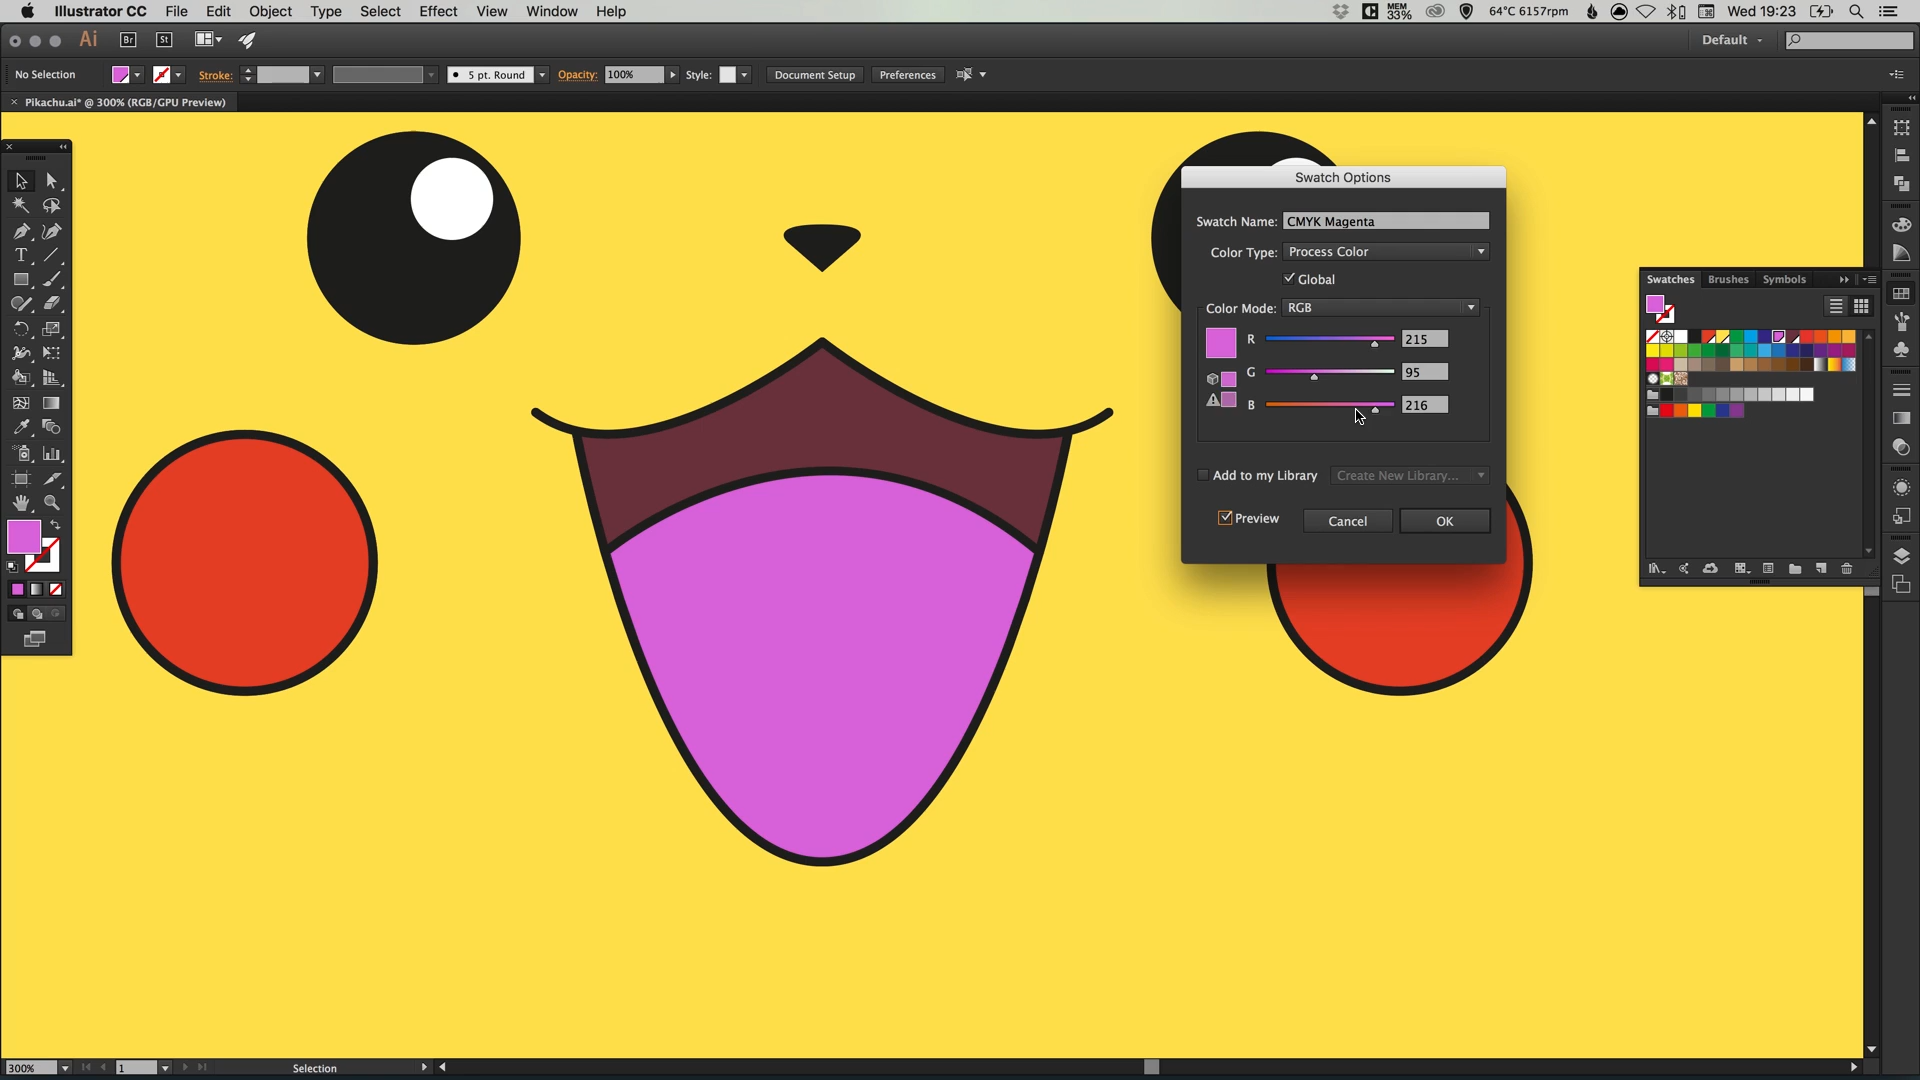 Illustrator CC File Edit Object Type Select Effect View Window Help MEM 33% 64°C 6157rpm Wed 19:23
Ai Br St Default
No Selection Stroke: 5 pt. Round Opacity: 100% Style: Document Setup Preferences
× Pikachu.ai* @ 300% (RGB/GPU Preview)
Swatch Options
Swatch Name: CMYK Magenta
Color Type: Process Color
Global
Color Mode: RGB
R 215
G 95
B 216
Add to my Library Create New Library...
Preview Cancel OK
Swatches Brushes Symbols
300% 1 Selection